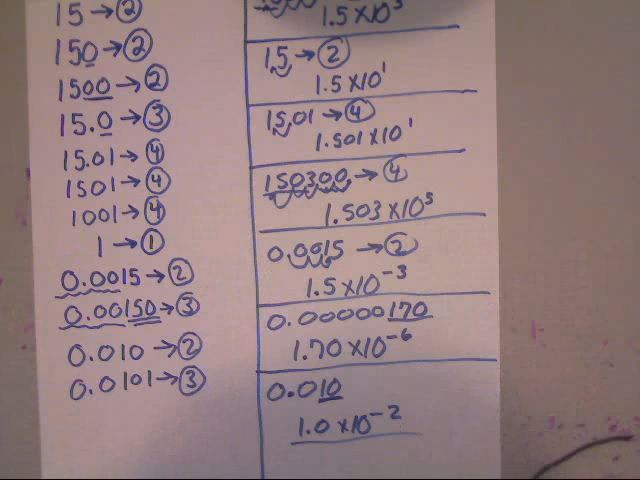 15 → 2
150 → 2
1500 → 2
15.0 → 3
15.01 → 4
1501 → 4
1001 → 4
1 → 1
0.0015 → 2
0.00150 → 3
0.010 → 2
0.0101 → 3
1.5 × 10³
15 → 2
1.5 × 10¹
15.01 → 4
1.501 × 10¹
150300 → 4
1.503 × 10⁵
0.0015 → 2
1.5 × 10⁻³
0.00000170
1.70 × 10⁻⁶
0.010
1.0 × 10⁻²